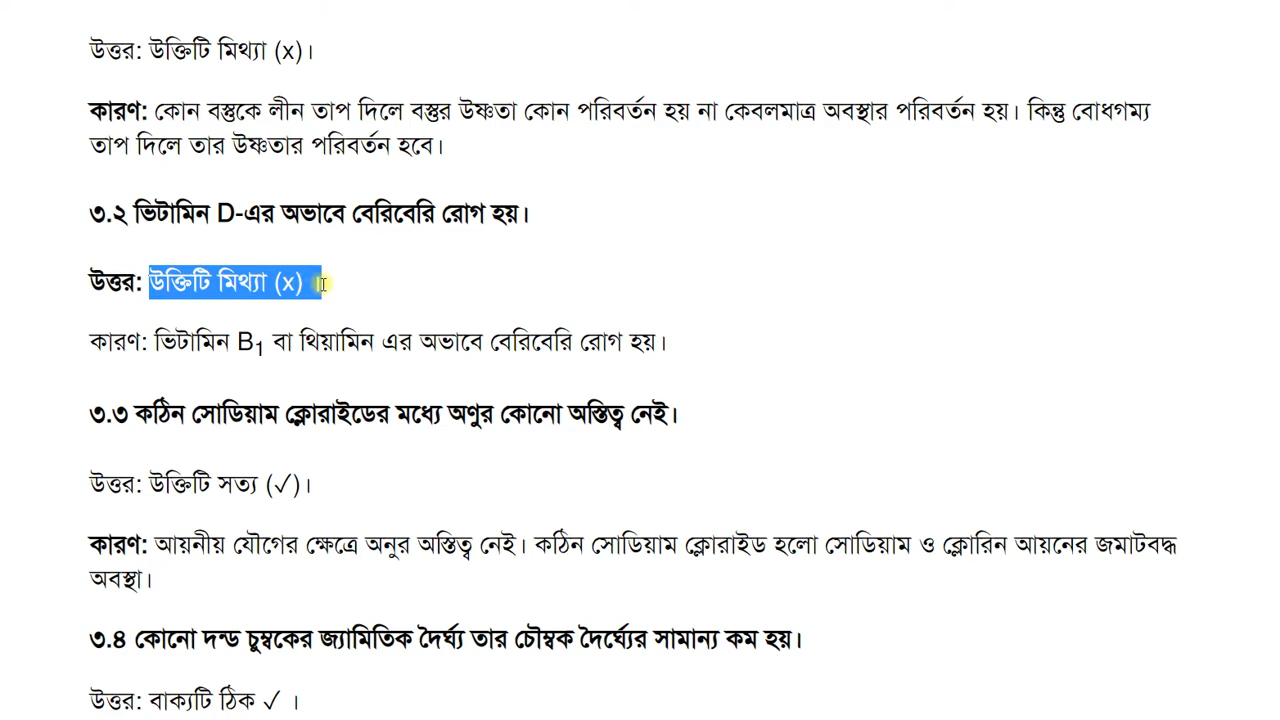 উত্তর: উক্তিটি মিথ্যা (x)।
কারণ: কোন বস্তুকে লীন তাপ দিলে বস্তুর উষ্ণতা কোন পরিবর্তন হয় না কেবলমাত্র অবস্থার পরিবর্তন হয়। কিন্তু বোধগম্য
তাপ দিলে তার উষ্ণতার পরিবর্তন হবে।
৩.২ ভিটামিন D-এর অভাবে বেরিবেরি রোগ হয়।
উত্তর: উক্তিটি মিথ্যা (x) ।
কারণ: ভিটামিন B₁ বা থিয়ামিন এর অভাবে বেরিবেরি রোগ হয়।
৩.৩ কঠিন সোডিয়াম ক্লোরাইডের মধ্যে অণুর কোনো অস্তিত্ব নেই।
উত্তর: উক্তিটি সত্য (✓)।
কারণ: আয়নীয় যৌগের ক্ষেত্রে অনুর অস্তিত্ব নেই। কঠিন সোডিয়াম ক্লোরাইড হলো সোডিয়াম ও ক্লোরিন আয়নের জমাটবদ্ধ
অবস্থা।
৩.৪ কোনো দন্ড চুম্বকের জ্যামিতিক দৈর্ঘ্য তার চৌম্বক দৈর্ঘ্যের সামান্য কম হয়।
উত্তর: বাক্যটি ঠিক ✓ ।